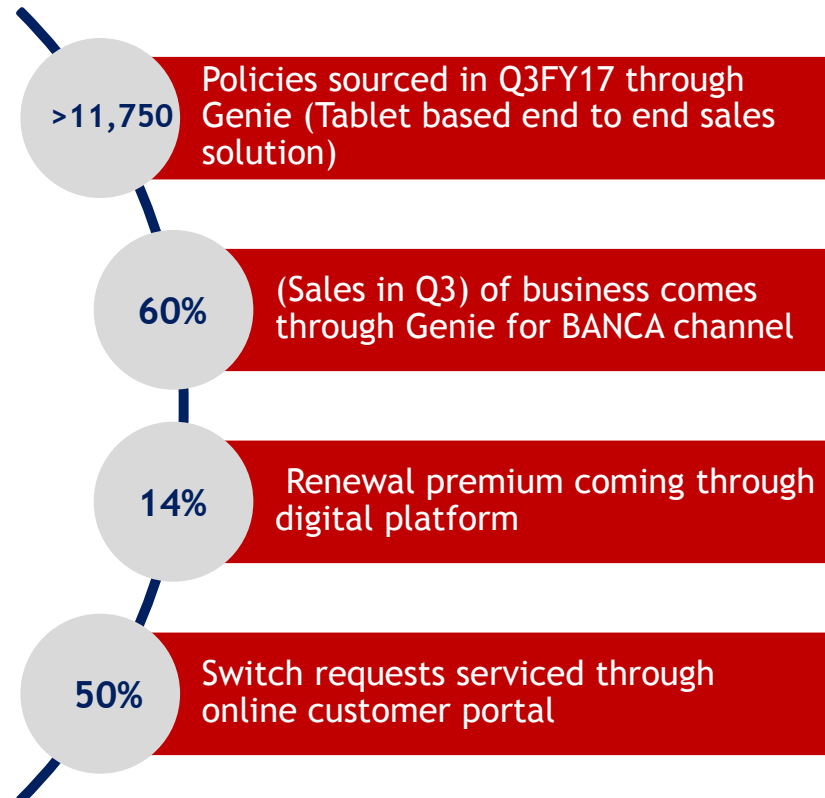 >11,750
Policies sourced in Q3FY17 through
Genie (Tablet based end to end sales
solution)
60%
(Sales in Q3) of business comes
through Genie for BANCA channel
14%
Renewal premium coming through
digital platform
50%
Switch requests serviced through
online customer portal